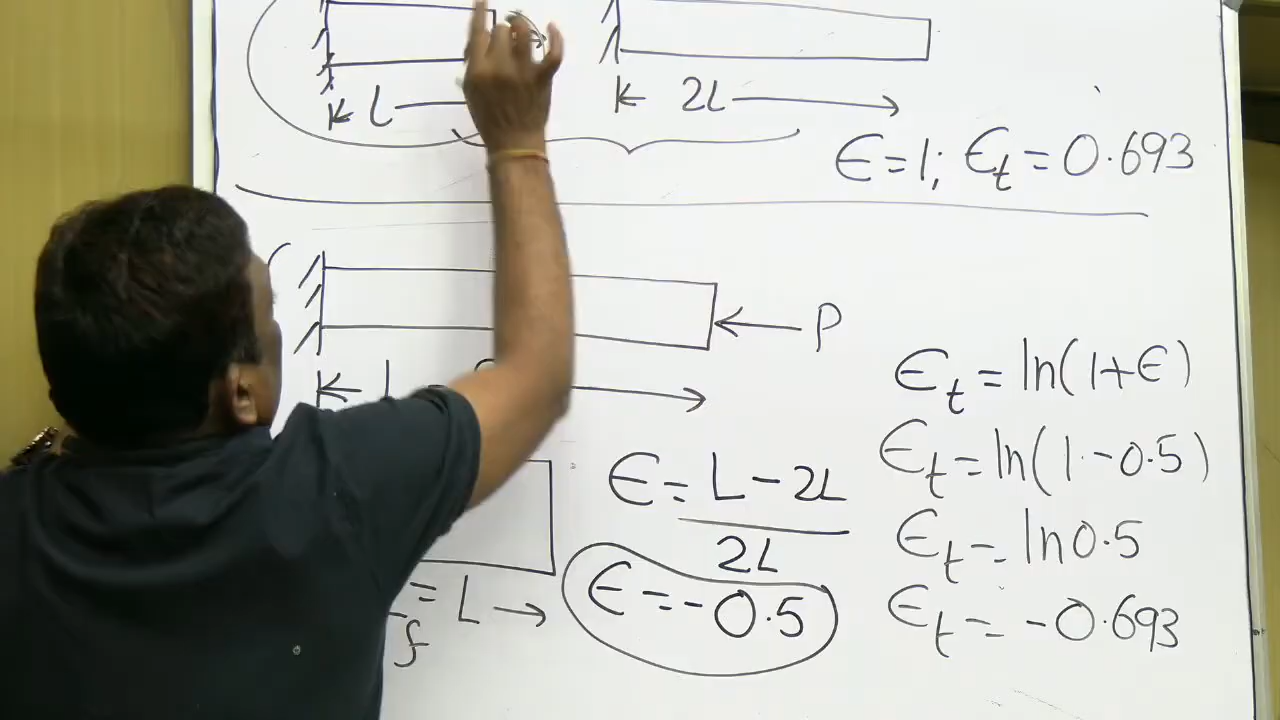 L
2L
ϵ = 1; ϵt = 0.693
P
L
ϵt = ln(1+ϵ)
ϵ = L - 2L / 2L
ϵt = ln(1 - 0.5)
ϵt = ln 0.5
f = L
ϵ = - 0.5
ϵt = - 0.693